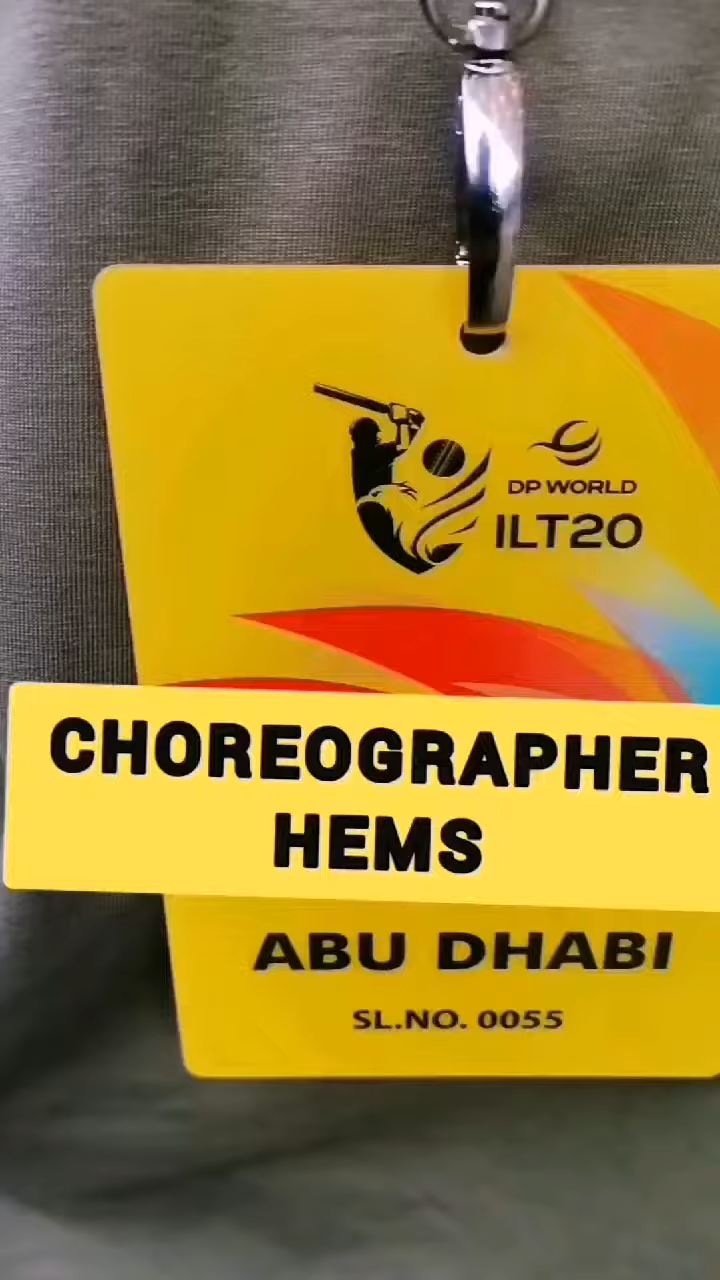 DP WORLD
ILT20
CHOREOGRAPHER
HEMS
ABU DHABI
SL.NO. 0055